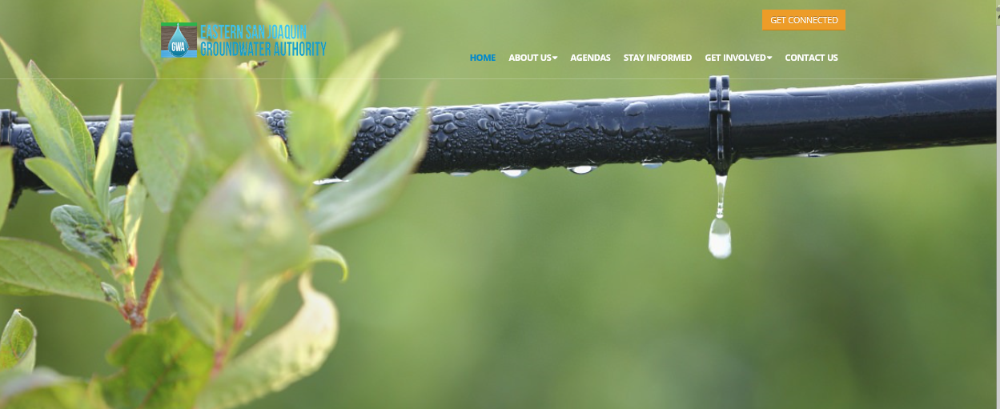 GET CONNECTED
EASTERN SAN JOAQUIN
GROUNDWATER AUTHORITY
GWA
HOME ABOUT US AGENDAS STAY INFORMED GET INVOLVED CONTACT US